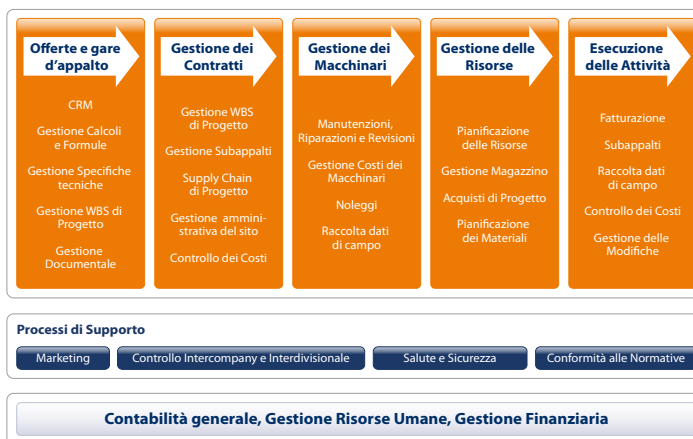 Offerte e gare
d'appalto
CRM
Gestione Calcoli
e Formule
Gestione Specifiche
tecniche
Gestione WBS di
Progetto
Gestione
Documentale
Gestione dei
Contratti
Gestione WBS
di Progetto
Gestione Subappalti
Supply Chain
di Progetto
Gestione ammini-
strativa del sito
Controllo dei Costi
Gestione dei
Macchinari
Manutenzioni,
Riparazioni e Revisioni
Gestione Costi dei
Macchinari
Noleggi
Raccolta dati
di campo
Gestione delle
Risorse
Pianificazione
delle Risorse
Gestione Magazzino
Acquisti di Progetto
Pianificazione
dei Materiali
Esecuzione
delle Attività
Fatturazione
Subappalti
Raccolta dati
di campo
Controllo dei Costi
Gestione delle
Modifiche
Processi di Supporto
Marketing
Controllo Intercompany e Interdivisionale
Salute e Sicurezza
Conformità alle Normative
Contabilità generale, Gestione Risorse Umane, Gestione Finanziaria